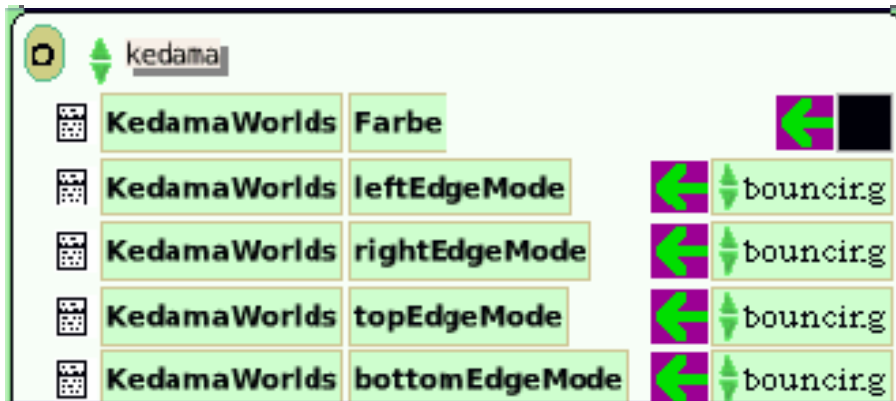 kedama
KedamaWorlds Farbe
KedamaWorlds leftEdgeMode bouncing
KedamaWorlds rightEdgeMode bouncing
KedamaWorlds topEdgeMode bouncing
KedamaWorlds bottomEdgeMode bouncing